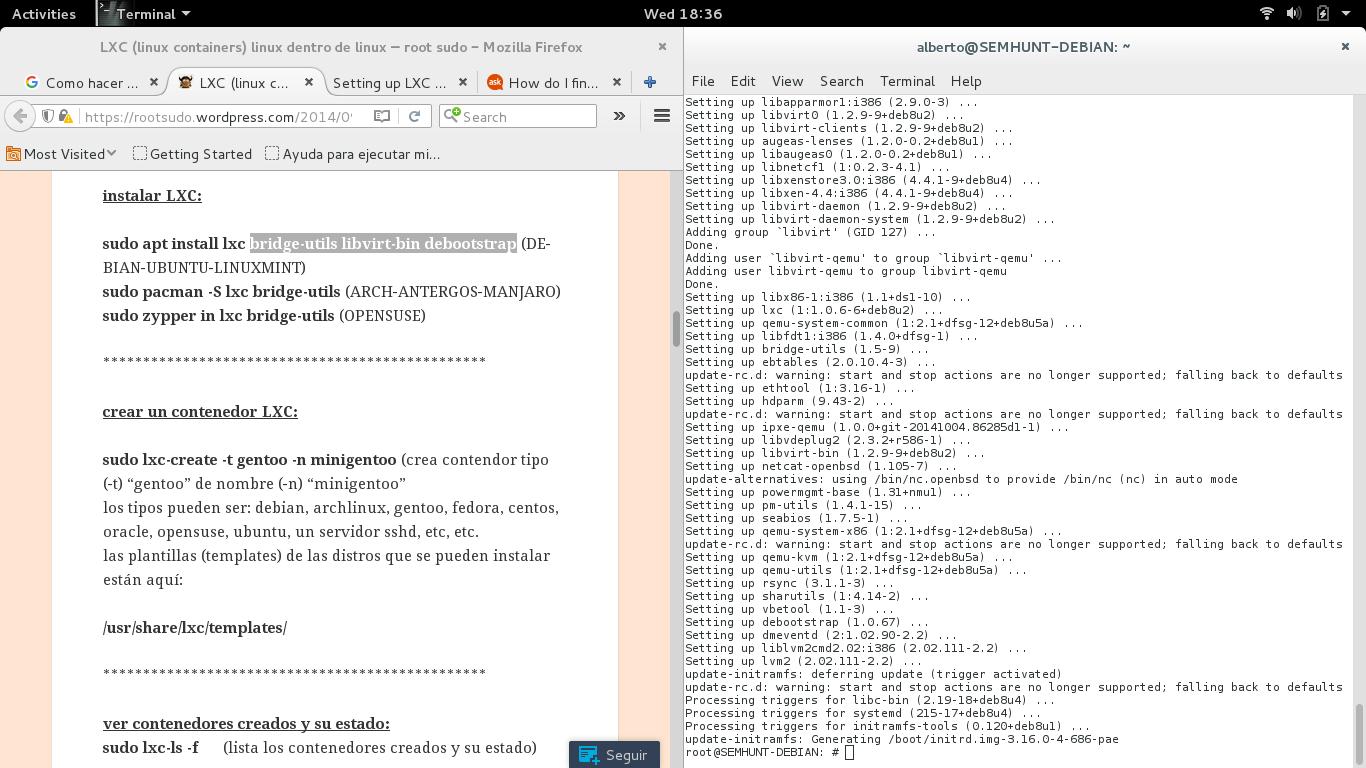 Activities
Terminal
Wed 18:36
LXC (linux containers) linux dentro de linux – root sudo – Mozilla Firefox
Como hacer ...
LXC (linux c...
Setting up LXC ...
How do I fin...
https://rootsudo.wordpress.com/2014/09
Search
Most Visited
Getting Started
Ayuda para ejecutar mi...
instalar LXC:
sudo apt install lxc bridge-utils libvirt-bin debootstrap (DE-
BIAN-UBUNTU-LINUXMINT)
sudo pacman -S lxc bridge-utils (ARCH-ANTERGOS-MANJARO)
sudo zypper in lxc bridge-utils (OPENSUSE)
************************************************
crear un contenedor LXC:
sudo lxc-create -t gentoo -n minigentoo (crea contendor tipo
(-t) “gentoo” de nombre (-n) “minigentoo”
los tipos pueden ser: debian, archlinux, gentoo, fedora, centos,
oracle, opensuse, ubuntu, un servidor sshd, etc, etc.
las plantillas (templates) de las distros que se pueden instalar
están aquí:
/usr/share/lxc/templates/
************************************************
ver contenedores creados y su estado:
sudo lxc-ls -f (lista los contenedores creados y su estado)
Seguir
alberto@SEMHUNT-DEBIAN: ~
File Edit View Search Terminal Help
Setting up libapparmor1:i386 (2.9.0-3) ...
Setting up libvirt0 (1.2.9-9+deb8u2) ...
Setting up libvirt-clients (1.2.9-9+deb8u2) ...
Setting up augeas-lenses (1.2.0-0.2+deb8u1) ...
Setting up libaugeas0 (1.2.0-0.2+deb8u1) ...
Setting up libnetcf1 (1:0.2.3-4.1) ...
Setting up libxenstore3.0:i386 (4.4.1-9+deb8u4) ...
Setting up libxen-4.4:i386 (4.4.1-9+deb8u4) ...
Setting up libvirt-daemon (1.2.9-9+deb8u2) ...
Setting up libvirt-daemon-system (1.2.9-9+deb8u2) ...
Adding group `libvirt' (GID 127) ...
Done.
Adding user `libvirt-qemu' to group `libvirt-qemu' ...
Adding user libvirt-qemu to group libvirt-qemu
Done.
Setting up libx86-1:i386 (1.1+ds1-10) ...
Setting up lxc (1:1.0.6-6+deb8u2) ...
Setting up qemu-system-common (1:2.1+dfsg-12+deb8u5a) ...
Setting up libfdt1:i386 (1.4.0+dfsg-1) ...
Setting up bridge-utils (1.5-9) ...
Setting up ebtables (2.0.10.4-3) ...
update-rc.d: warning: start and stop actions are no longer supported; falling back to defaults
Setting up ethtool (1:3.16-1) ...
Setting up hdparm (9.43-2) ...
update-rc.d: warning: start and stop actions are no longer supported; falling back to defaults
Setting up ipxe-qemu (1.0.0+git-20141004.86285d1-1) ...
Setting up libvdeplug2 (2.3.2+r586-1) ...
Setting up libvirt-bin (1.2.9-9+deb8u2) ...
Setting up netcat-openbsd (1.105-7) ...
update-alternatives: using /bin/nc.openbsd to provide /bin/nc (nc) in auto mode
Setting up powermgmt-base (1.31+nmu1) ...
Setting up pm-utils (1.4.1-15) ...
Setting up seabios (1.7.5-1) ...
Setting up qemu-system-x86 (1:2.1+dfsg-12+deb8u5a) ...
update-rc.d: warning: start and stop actions are no longer supported; falling back to defaults
Setting up qemu-kvm (1:2.1+dfsg-12+deb8u5a) ...
Setting up qemu-utils (1:2.1+dfsg-12+deb8u5a) ...
Setting up rsync (3.1.1-3) ...
Setting up sharutils (1:4.14-2) ...
Setting up vbetool (1.1-3) ...
Setting up debootstrap (1.0.67) ...
Setting up dmeventd (2:1.02.90-2.2) ...
Setting up liblvm2cmd2.02:i386 (2.02.111-2.2) ...
Setting up lvm2 (2.02.111-2.2) ...
update-initramfs: deferring update (trigger activated)
update-rc.d: warning: start and stop actions are no longer supported; falling back to defaults
Processing triggers for libc-bin (2.19-18+deb8u4) ...
Processing triggers for systemd (215-17+deb8u4) ...
Processing triggers for initramfs-tools (0.120+deb8u1) ...
update-initramfs: Generating /boot/initrd.img-3.16.0-4-686-pae
root@SEMHUNT-DEBIAN: #